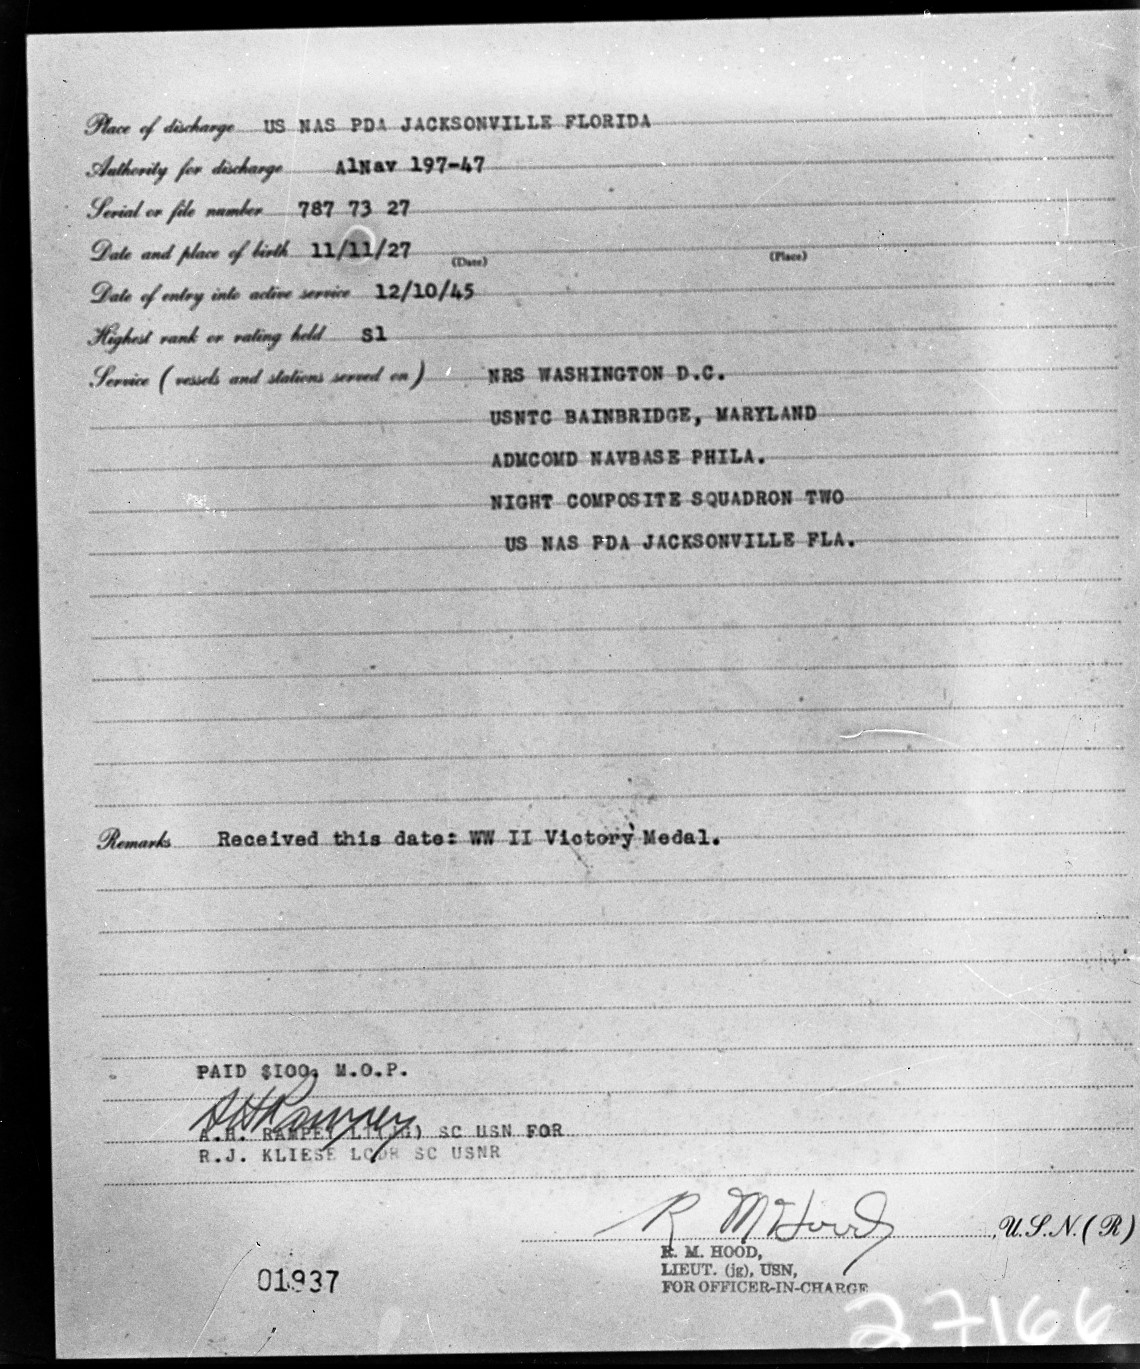 Place of discharge US NAS PDA JACKSONVILLE FLORIDA
Authority for discharge AlNav 197-47
Serial or file number 787 73 27
Date and place of birth 11/11/27
(Date) (Place)
Date of entry into active service 12/10/45
Highest rank or rating held S1
Service (vessels and stations served on) NRS WASHINGTON D.C.
USNTC BAINBRIDGE, MARYLAND
ADMCOMD NAVBASE PHILA.
NIGHT COMPOSITE SQUADRON TWO
US NAS PDA JACKSONVILLE FLA.
Remarks Received this date: WW II Victory Medal.
PAID $100, M.O.P.
A.H. SC USN FOR
R.J. KLIESE LCDR SC USNR
R M Hood
, U.S.N. (R)
R. M. HOOD,
LIEUT. (jg), USN,
FOR OFFICER-IN-CHARGE
01937
27166